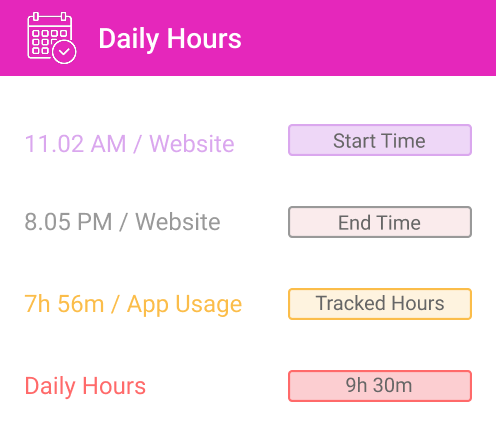 Daily Hours
11.02 AM / Website Start Time
8.05 PM / Website End Time
7h 56m / App Usage Tracked Hours
Daily Hours 9h 30m